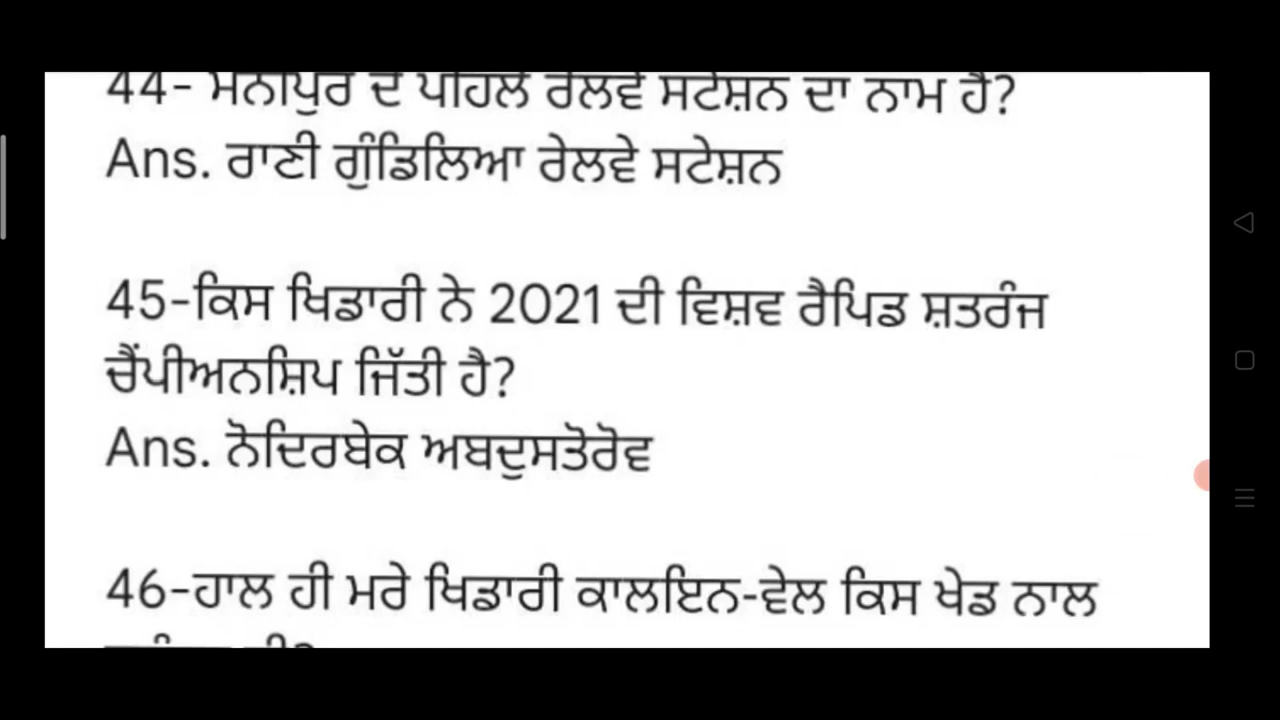 44- ਮਨੀਪੁਰ ਦੇ ਪਹਿਲੇ ਰੇਲਵੇ ਸਟੇਸ਼ਨ ਦਾ ਨਾਮ ਹੈ?
Ans. ਰਾਣੀ ਗੁੰਡਿਲਿਆ ਰੇਲਵੇ ਸਟੇਸ਼ਨ
45-ਕਿਸ ਖਿਡਾਰੀ ਨੇ 2021 ਦੀ ਵਿਸ਼ਵ ਰੈਪਿਡ ਸ਼ਤਰੰਜ
ਚੈਂਪੀਅਨਸ਼ਿਪ ਜਿੱਤੀ ਹੈ?
Ans. ਨੋਦਿਰਬੇਕ ਅਬਦੁਸਤੋਰੋਵ
46-ਹਾਲ ਹੀ ਮਰੇ ਖਿਡਾਰੀ ਕਾਲਇਨ-ਵੇਲ ਕਿਸ ਖੇਡ ਨਾਲ